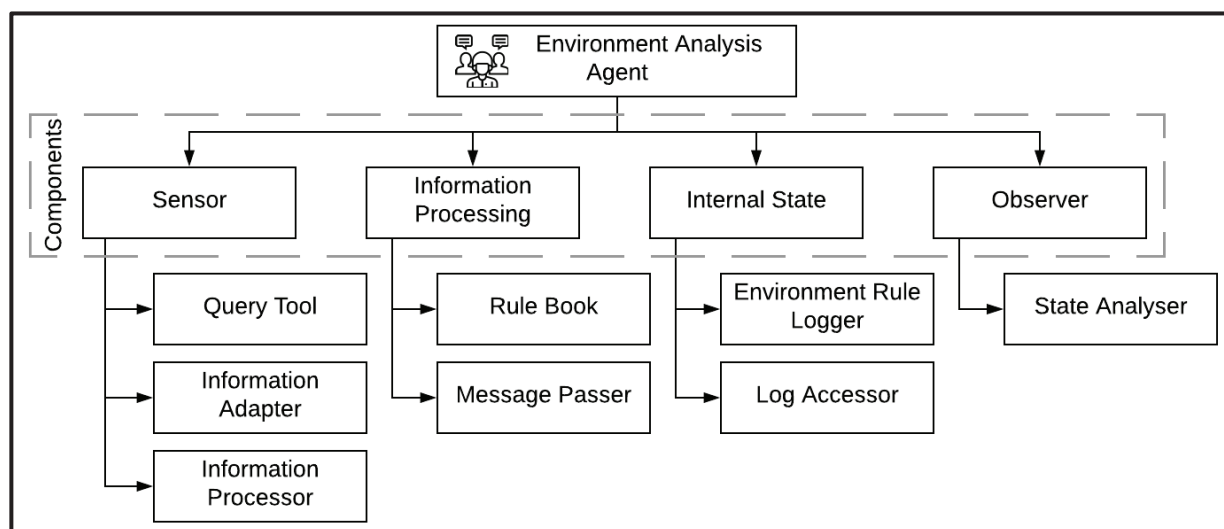 Environment Analysis
Agent
Components
Sensor
Information
Processing
Internal State
Observer
Query Tool
Rule Book
Environment Rule
Logger
State Analyser
Information
Adapter
Message Passer
Log Accessor
Information
Processor